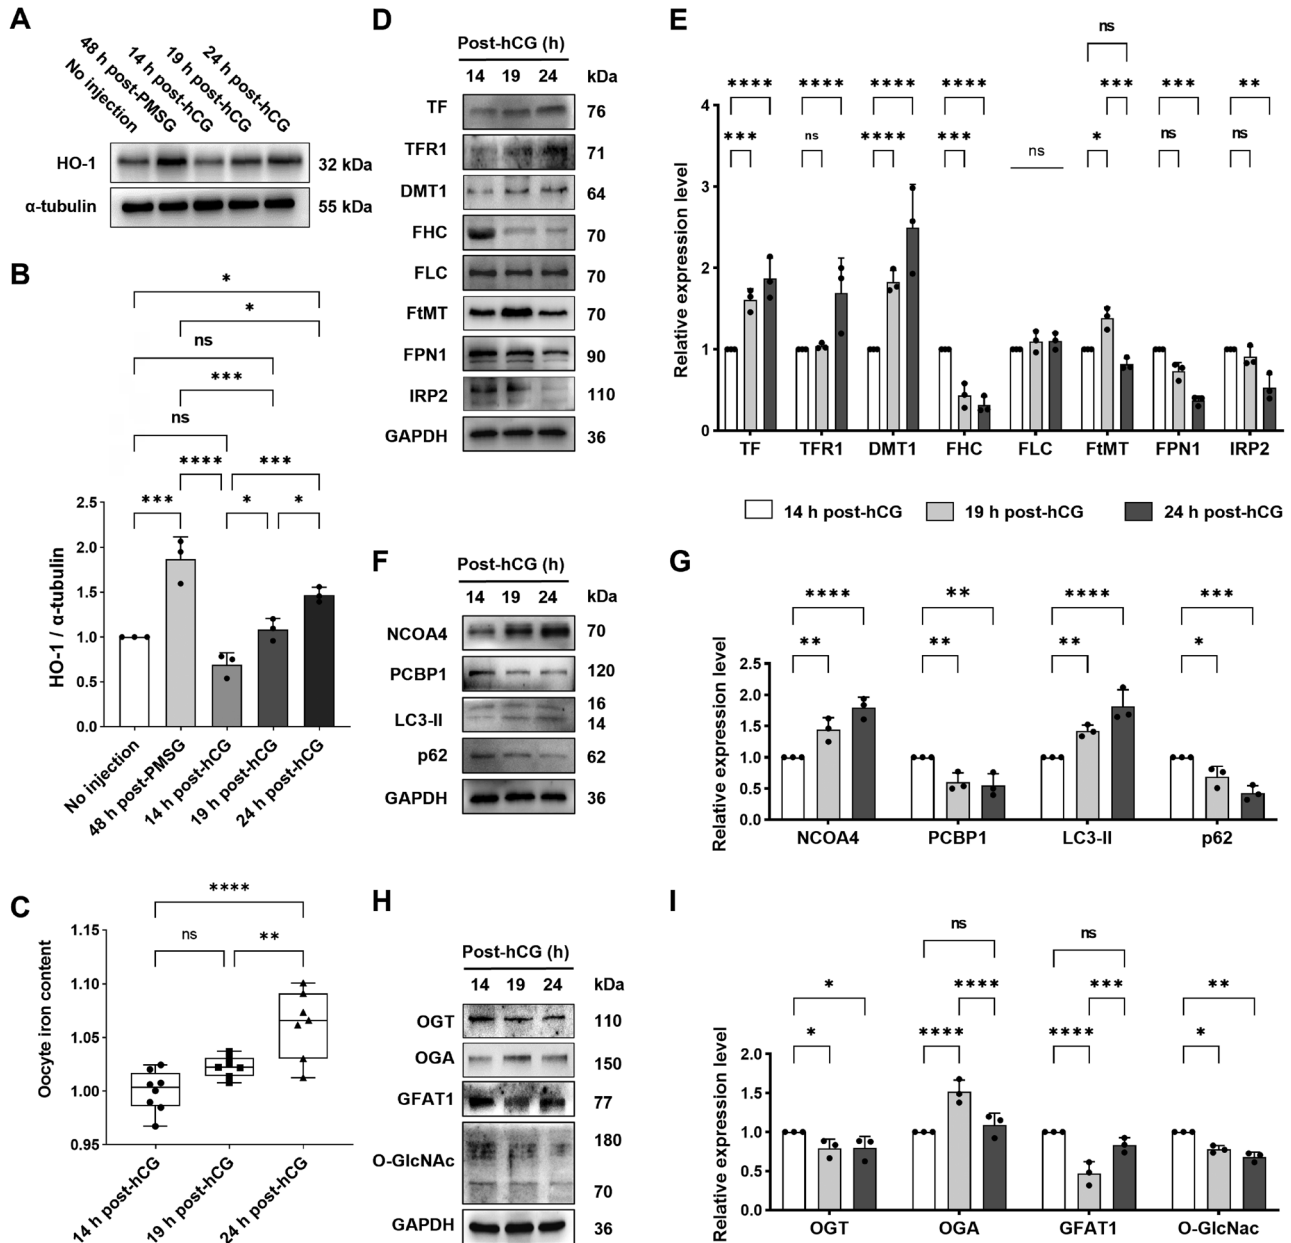 A
No injection
48 h post-PMSG
14 h post-hCG
19 h post-hCG
24 h post-hCG
HO-1
32 kDa
α-tubulin
55 kDa
B
*
*
ns
***
ns
****
***
***
*
*
HO-1 / α-tubulin
2.5
2.0
1.5
1.0
0.5
0.0
No injection
48 h post-PMSG
14 h post-hCG
19 h post-hCG
24 h post-hCG
C
****
ns
**
Oocyte iron content
1.15
1.10
1.05
1.00
0.95
14 h post-hCG
19 h post-hCG
24 h post-hCG
D
Post-hCG (h)
14 19 24 kDa
TF 76
TFR1 71
DMT1 64
FHC 70
FLC 70
FtMT 70
FPN1 90
IRP2 110
GAPDH 36
E
ns
**** **** **** **** *** *** **
*** ns **** *** ns * ns ns
Relative expression level
4
3
2
1
0
TF TFR1 DMT1 FHC FLC FtMT FPN1 IRP2
14 h post-hCG 19 h post-hCG 24 h post-hCG
F
Post-hCG (h)
14 19 24 kDa
NCOA4 70
PCBP1 120
LC3-II 16
14
p62 62
GAPDH 36
G
**** ** **** ***
** ** ** *
Relative expression level
2.5
2.0
1.5
1.0
0.5
0.0
NCOA4 PCBP1 LC3-II p62
H
Post-hCG (h)
14 19 24 kDa
OGT 110
OGA 150
GFAT1 77
O-GlcNAc 180
70
GAPDH 36
I
ns ns
* **** *** **
* **** **** *
Relative expression level
2.0
1.5
1.0
0.5
0.0
OGT OGA GFAT1 O-GlcNac